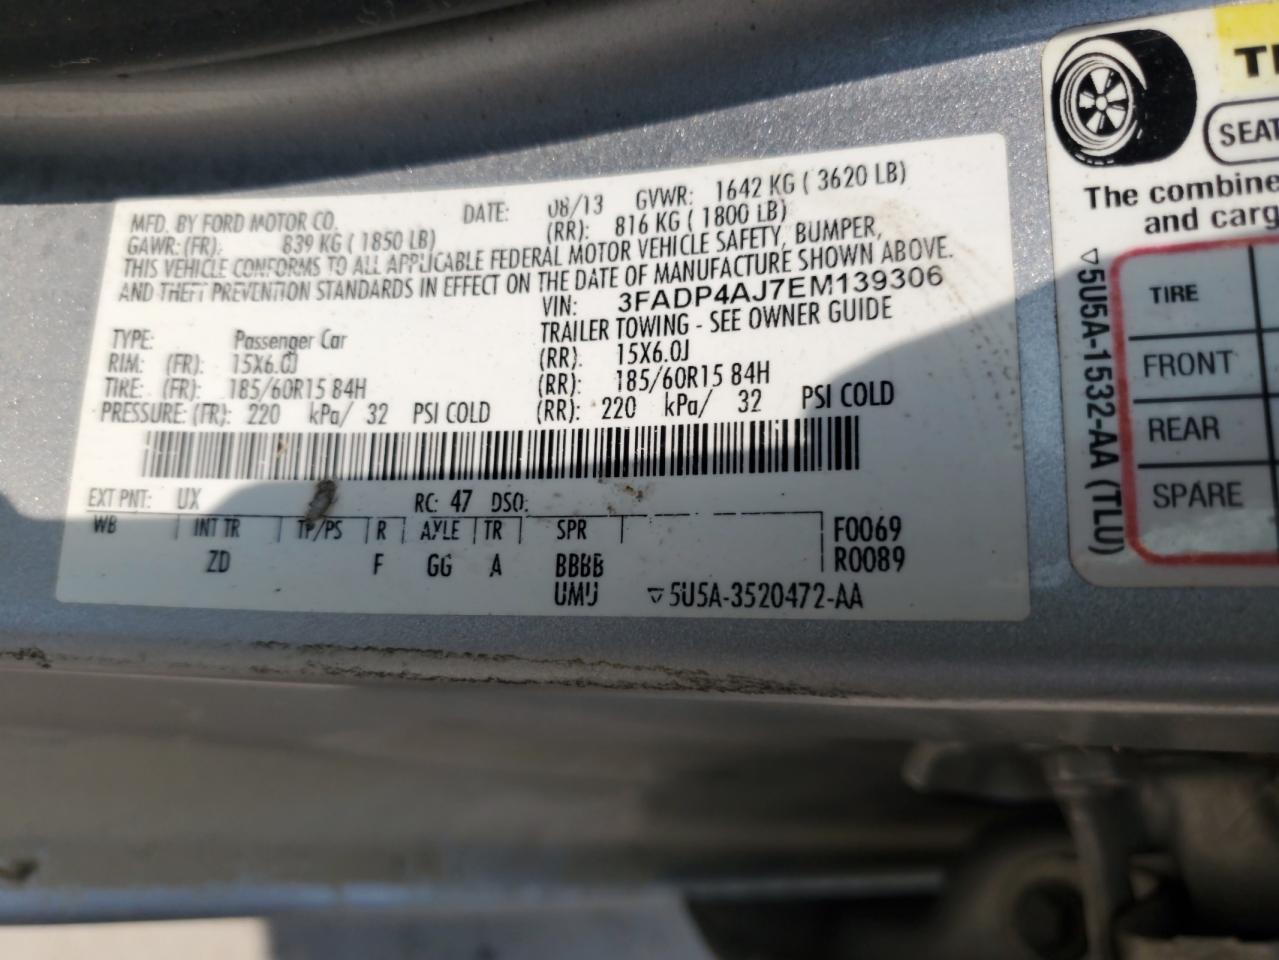 MFD. BY FORD MOTOR CO. DATE: 08/13 GVWR: 1642 KG ( 3620 LB)
GAWR: (FR): 839 KG ( 1850 LB) (RR): 816 KG ( 1800 LB)
THIS VEHICLE CONFORMS TO ALL APPLICABLE FEDERAL MOTOR VEHICLE SAFETY, BUMPER,
AND THEFT PREVENTION STANDARDS IN EFFECT ON THE DATE OF MANUFACTURE SHOWN ABOVE.
VIN: 3FADP4AJ7EM139306
TYPE: Passenger Car TRAILER TOWING - SEE OWNER GUIDE
RIM: (FR): 15X6.0J (RR): 15X6.0J
TIRE: (FR): 185/60R15 84H (RR): 185/60R15 84H
PRESSURE: (FR): 220 kPa/ 32 PSI COLD (RR): 220 kPa/ 32 PSI COLD
EXT PNT: UX RC: 47 DSO:
WB INT TR TP/PS R AXLE TR SPR F0069
ZD F GG A BBBB R0089
UMU ▽5U5A-3520472-AA
TI
SEAT
The combine
and carg
TIRE
FRONT
REAR
SPARE
▽5U5A-1532-AA (TLU)